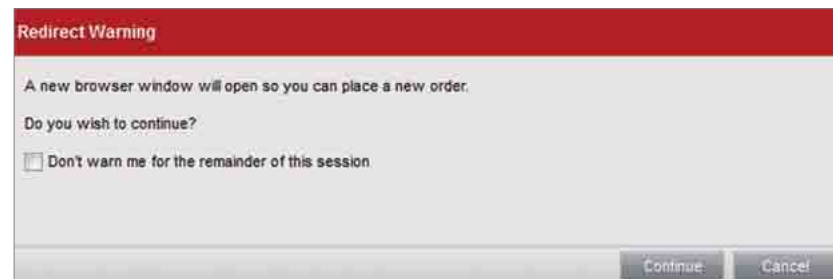 Redirect Warning
A new browser window will open so you can place a new order.
Do you wish to continue?
Don't warn me for the remainder of this session
Continue Cancel